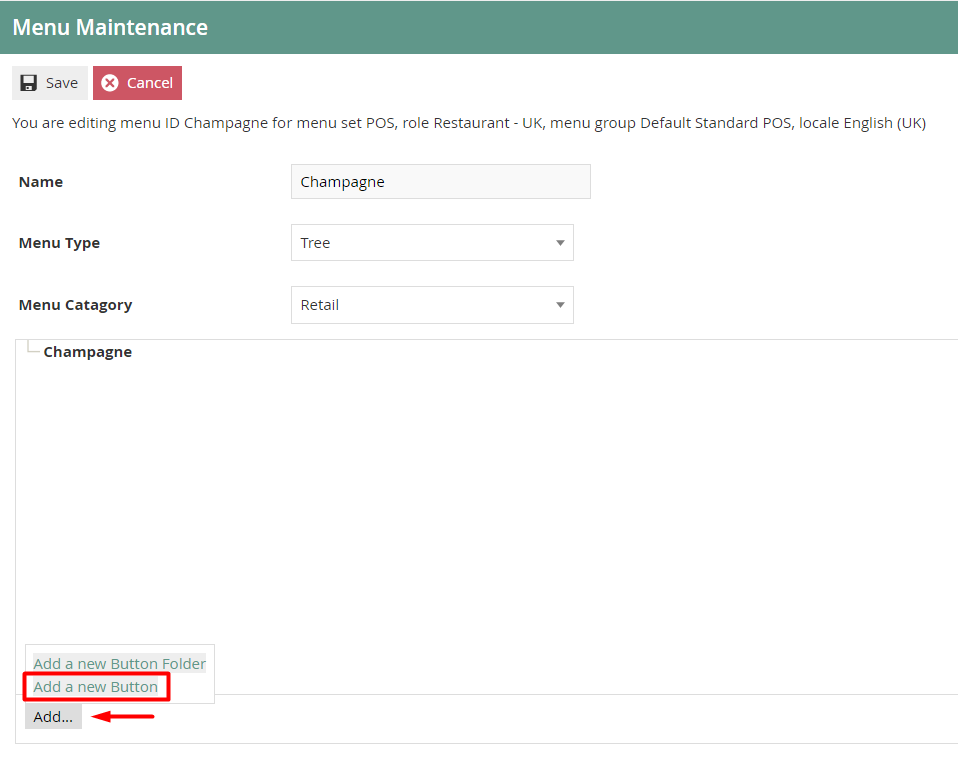 Menu Maintenance
Save Cancel
You are editing menu ID Champagne for menu set POS, role Restaurant - UK, menu group Default Standard POS, locale English (UK)
Name Champagne
Menu Type Tree
Menu Catagory Retail
Champagne
Add a new Button Folder
Add a new Button
Add...